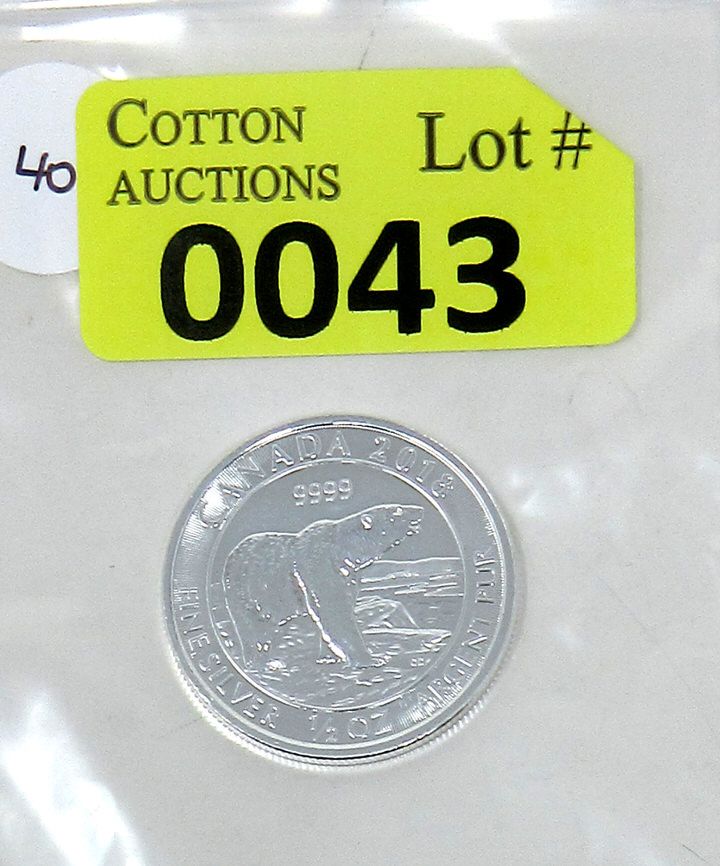 40
COTTON AUCTIONS
Lot #
0043
CANADA 2018
9999
FINE SILVER 1/2 OZ ARGENT PUR